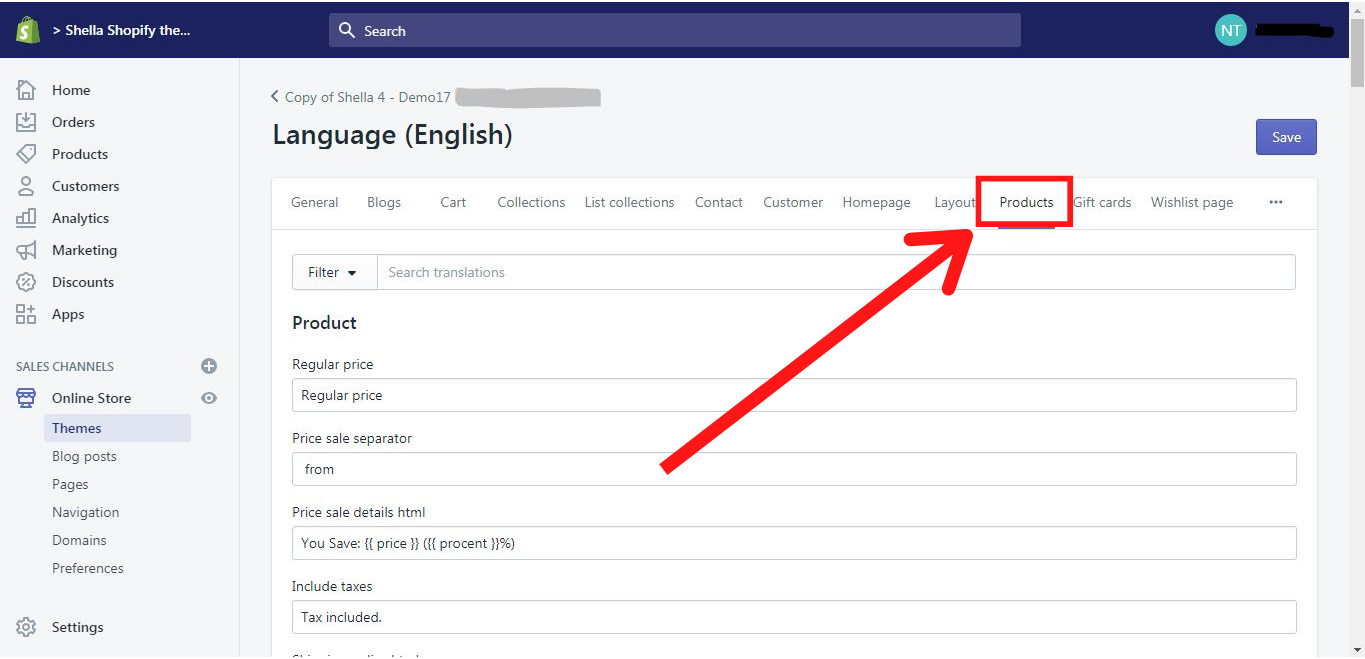 > Shella Shopify the...
Search
NT
Home
Orders
Products
Customers
Analytics
Marketing
Discounts
Apps
SALES CHANNELS
Online Store
Themes
Blog posts
Pages
Navigation
Domains
Preferences
Settings
Copy of Shella 4 - Demo17
Language (English)
Save
General Blogs Cart Collections List collections Contact Customer Homepage Layout Products Gift cards Wishlist page •••
Filter Search translations
Product
Regular price
Regular price
Price sale separator
from
Price sale details html
You Save: {{ price }} ({{ procent }}%)
Include taxes
Tax included.